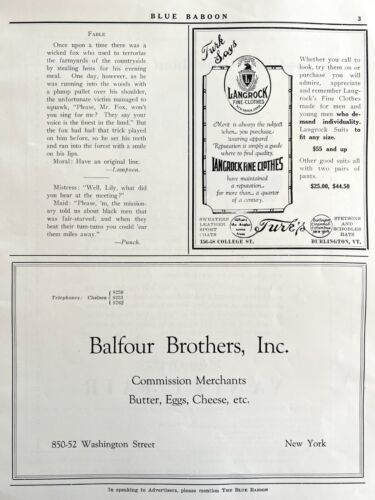 BLUE BABOON
3
FABLE
Once upon a time there was a
wicked fox who used to terrorize
the farmyards of the countryside
by stealing hens for his evening
meal. One day, however, as he
was running into the woods with
a plump pullet over his shoulder,
the unfortunate victim managed to
squawk, "Please, Mr. Fox, won't
you sing for me? They say your
voice is the finest in the land." But
the fox had had that trick played
on him before, so he set his teeth
and ran into the forest with a smile
on his lips.
Moral: Have an original line.
—Lampoon.
Mistress: "Well, Lily, what did
you hear at the meeting?"
Maid: "Please, 'm, the mission-
ary told us about black men that
was fair-starved; and when they
beat their tum-tums you could 'ear
them miles away."
—Punch.
Turk Says
LANGROCK
FINE-CLOTHES
Merit is always the subject
when... you purchase..
wearing apparel
Reputation is simply a guide
where to find quality.
LANGROCK FINE CLOTHES
have maintained
a reputation..
for more than.. a quarter
of a century.
Whether you call to
look, try them on or
purchase you will
admire, appreciate
and remember Lang-
rock's Fine Clothes
made for men and
young men who de-
mand individuality.
Langrock Suits to
fit any size.
$55 and up
Other good suits all
with two pairs of
pants.
$25.00, $44.50
SWEATERS
LEATHER
SPORT
COATS
Turk's
STETSONS
AND
SCHOBLES
HATS
156-58 COLLEGE ST.
BURLINGTON, VT.
Telephones: Chelsea { 9250
9251
5762
Balfour Brothers, Inc.
Commission Merchants
Butter, Eggs, Cheese, etc.
850-52 Washington Street
New York
In speaking to Advertisers, please mention THE BLUE BABOON